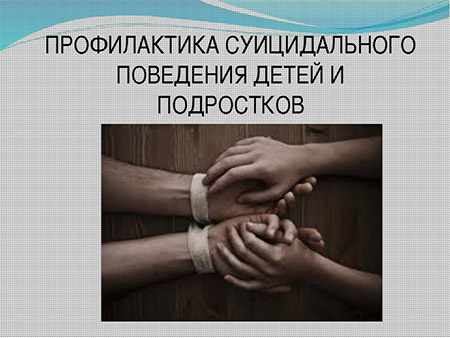 ПРОФИЛАКТИКА СУИЦИДАЛЬНОГО
ПОВЕДЕНИЯ ДЕТЕЙ И
ПОДРОСТКОВ